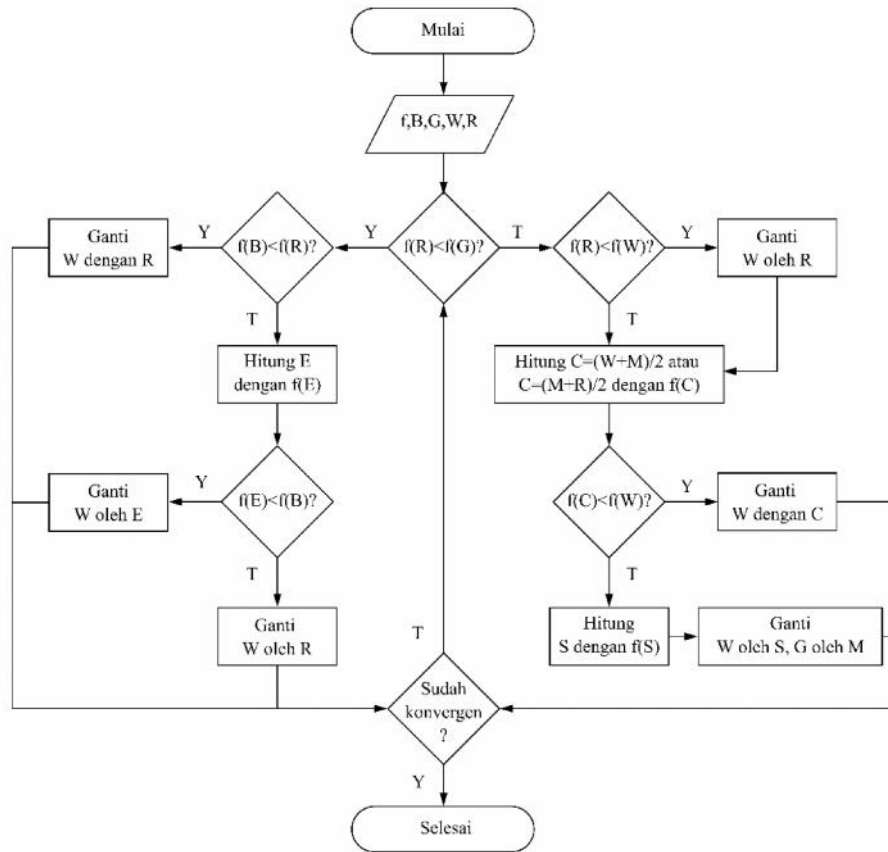 Mulai
f,B,G,W,R
Ganti
W dengan R
Y
f(B)<f(R)?
Y
f(R)<f(G)?
T
f(R)<f(W)?
Y
Ganti
W oleh R
T
T
Hitung E
dengan f(E)
Hitung C=(W+M)/2 atau
C=(M+R)/2 dengan f(C)
Ganti
W oleh E
Y
f(E)<f(B)?
f(C)<f(W)?
Y
Ganti
W dengan C
T
T
Ganti
W oleh R
T
Hitung
S dengan f(S)
Ganti
W oleh S, G oleh M
Sudah
konvergen
?
Y
Selesai